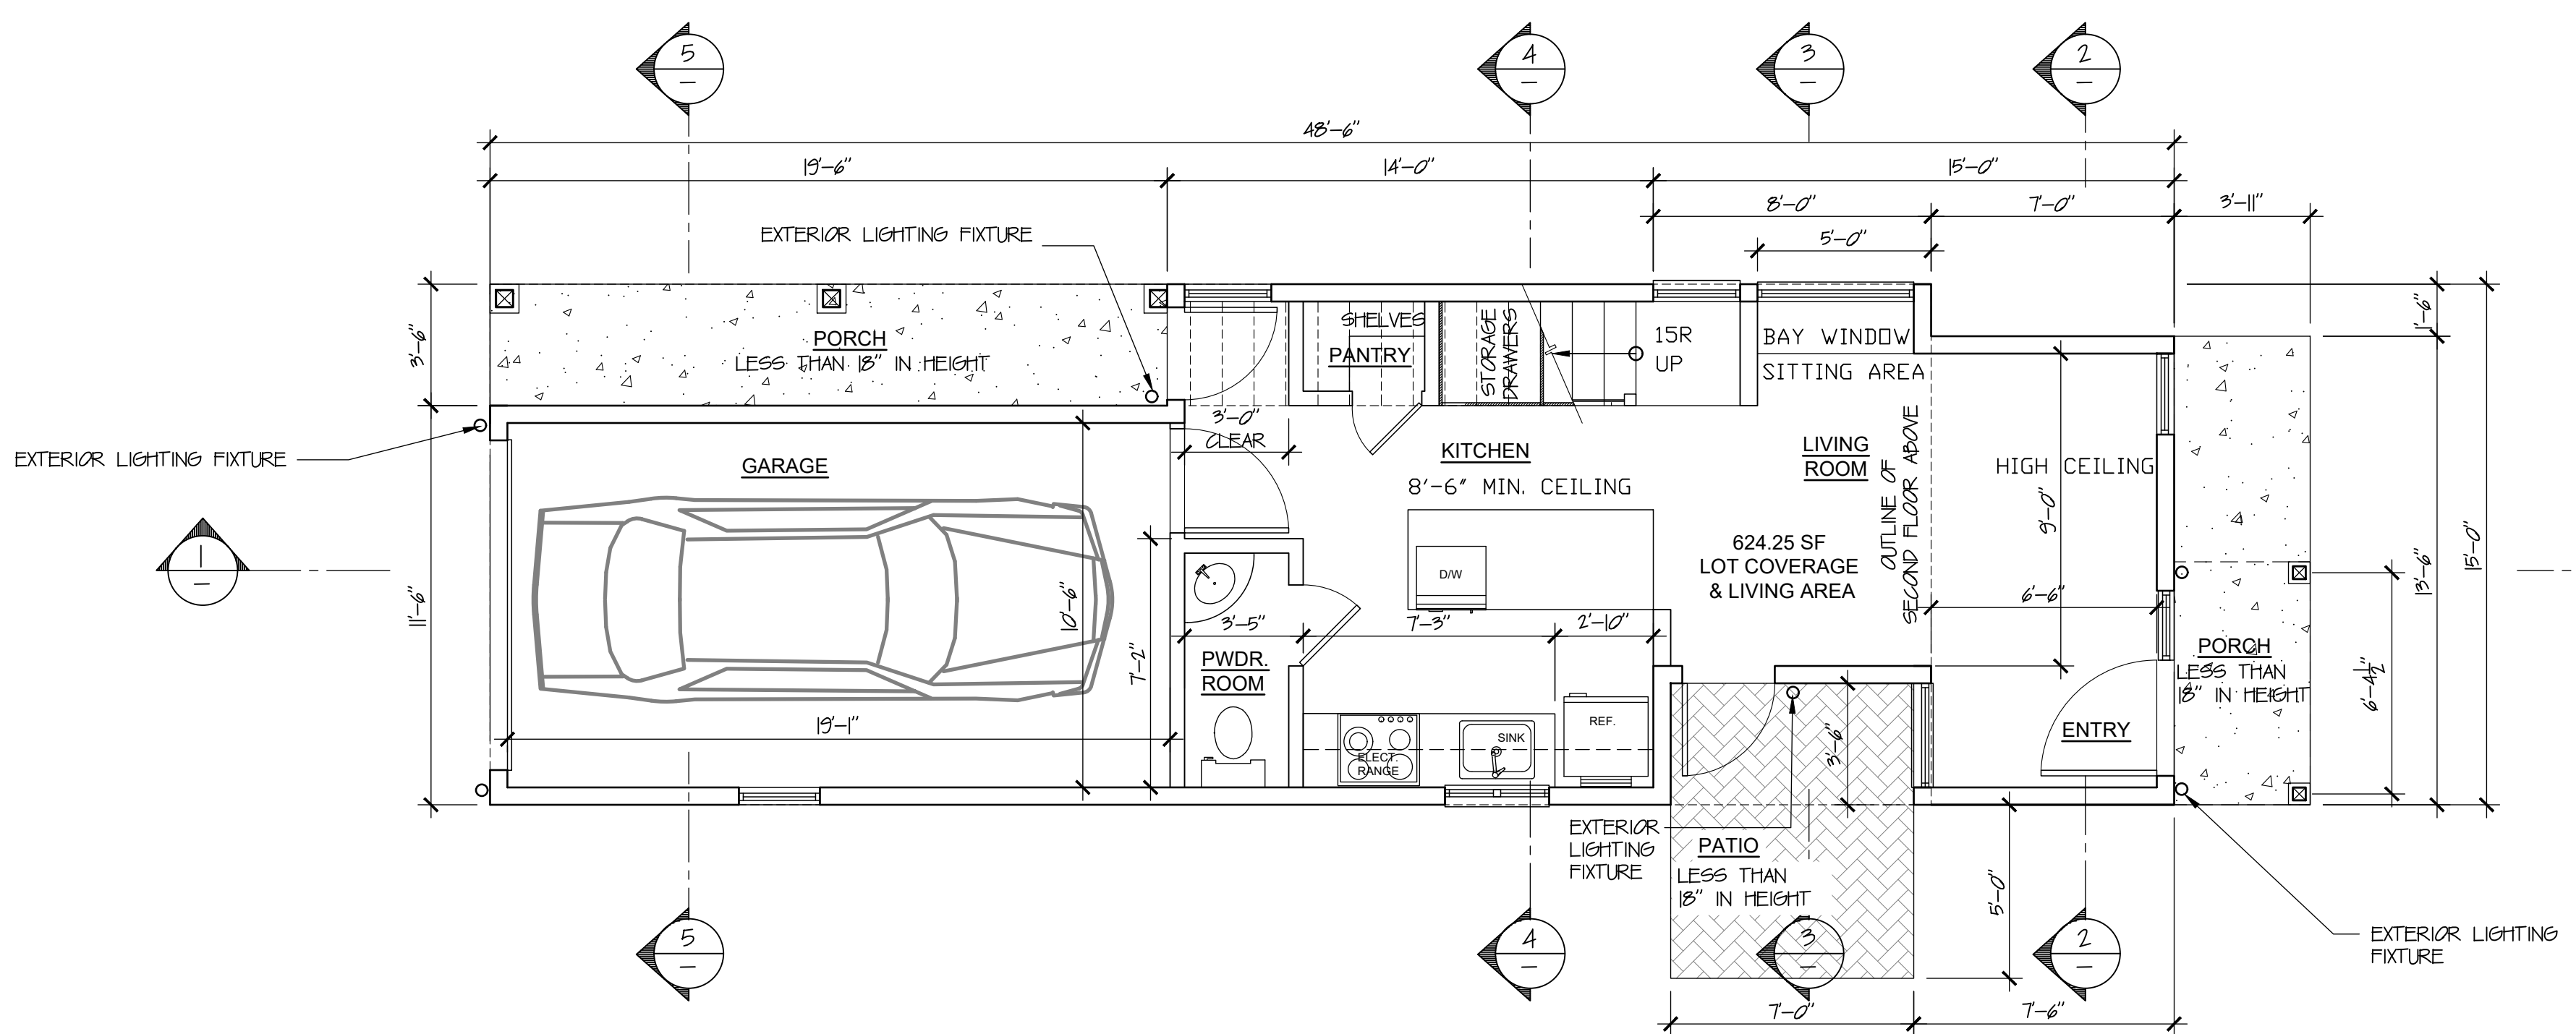 5
—
4
—
3
—
2
—
48'-6"
19'-6"
14'-0"
15'-0"
8'-0"
7'-0"
3'-11"
5'-0"
EXTERIOR LIGHTING FIXTURE
3'-6"
PORCH
LESS THAN 18" IN HEIGHT
SHELVES
PANTRY
STORAGE
DRAWERS
15R
UP
BAY WINDOW
SITTING AREA
1'-6"
EXTERIOR LIGHTING FIXTURE
GARAGE
3'-0"
CLEAR
KITCHEN
8'-6" MIN. CEILING
LIVING
ROOM
OUTLINE OF
SECOND FLOOR ABOVE
HIGH CEILING
9'-0"
1
—
11'-6"
10'-6"
7'-2"
D/W
624.25 SF
LOT COVERAGE
& LIVING AREA
6'-6"
13'-6"
15'-0"
3'-5"
7'-3"
2'-10"
PWDR.
ROOM
PORCH
LESS THAN
18" IN HEIGHT
6'-4½"
19'-1"
ELECT.
RANGE
SINK
REF.
3'-6"
ENTRY
EXTERIOR
LIGHTING
FIXTURE
PATIO
LESS THAN
18" IN HEIGHT
5'-0"
5
—
4
—
3
—
2
—
EXTERIOR LIGHTING
FIXTURE
7'-0"
7'-6"